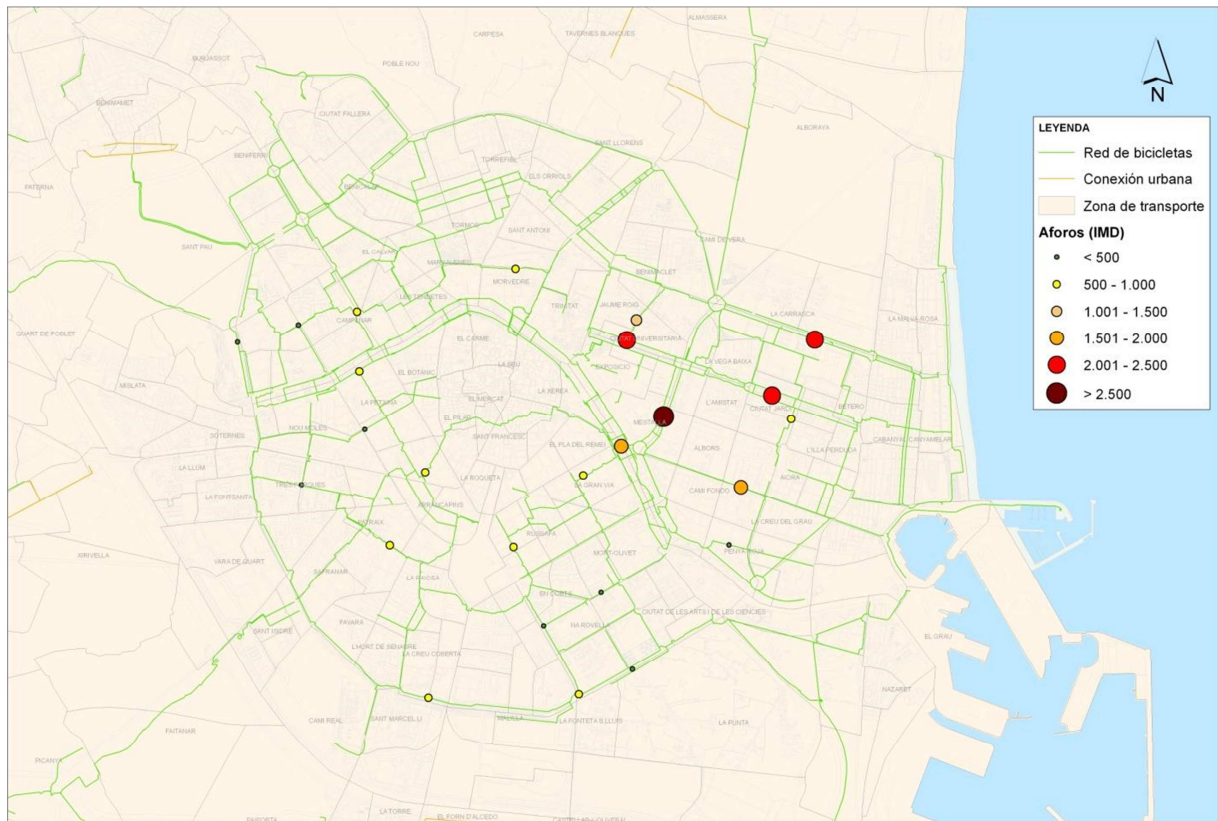 ALMASSERA
CARPESA
TAVERNES BLANQUES
BURJASSOT
POBLE NOU
BENIMAMET
CIUTAT FALLERA
ALBORAYA
SANT LLORENS
BENIFERRI
TORREFIEL
ELS ORRIOLS
PATERNA
BENICALAP
TORMOS
SANT ANTONI
SANT PAU
EL CALVARI
CAMI DE VERA
MARXALENES
MORVEDRE
BENIMACLET
LES TENDETES
TRINITAT
JAUME ROIG
LA CARRASCA
LA MALVA-ROSA
CAMPANAR
QUART DE POBLET
EL CARME
CIUTAT UNIVERSITARIA
LA SEU
EXPOSICIO
LA VEGA BAIXA
EL BOTANIC
MISLATA
LA XEREA
LA PETXINA
EL MERCAT
L'AMISTAT
CIUTAT JARDI
BETERO
EL PILAR
MESTALLA
NOU MOLES
SOTERNES
SANT FRANCESC
EL PLA DEL REMEI
ALBORS
L'ILLA PERDUDA
CABANYAL-CANYAMELAR
LA LLUM
LA ROQUETA
AIORA
TRES FORQUES
LA GRAN VIA
CAMI FONDO
LA FONTSANTA
ARRANCAPINS
PATRAIX
LA CREU DEL GRAU
RUSSAFA
XIRIVELLA
MONT-OLIVET
PENYA-ROJA
VARA DE QUART
SAFRANAR
LA RAIOSA
EN CORTS
CIUTAT DE LES ARTS I DE LES CIENCIES
FAVARA
NA ROVELLA
SANT ISIDRE
EL GRAU
L'HORT DE SENABRE
LA CREU COBERTA
NAZARET
CAMI REAL
SANT MARCEL.LI
MALILLA
LA FONTETA S.LLUIS
LA PUNTA
FAITANAR
PICANYA
LA TORRE
EL FORN D'ALCEDO
N
LEYENDA
Red de bicicletas
Conexión urbana
Zona de transporte
Aforos (IMD)
< 500
500 - 1.000
1.001 - 1.500
1.501 - 2.000
2.001 - 2.500
> 2.500